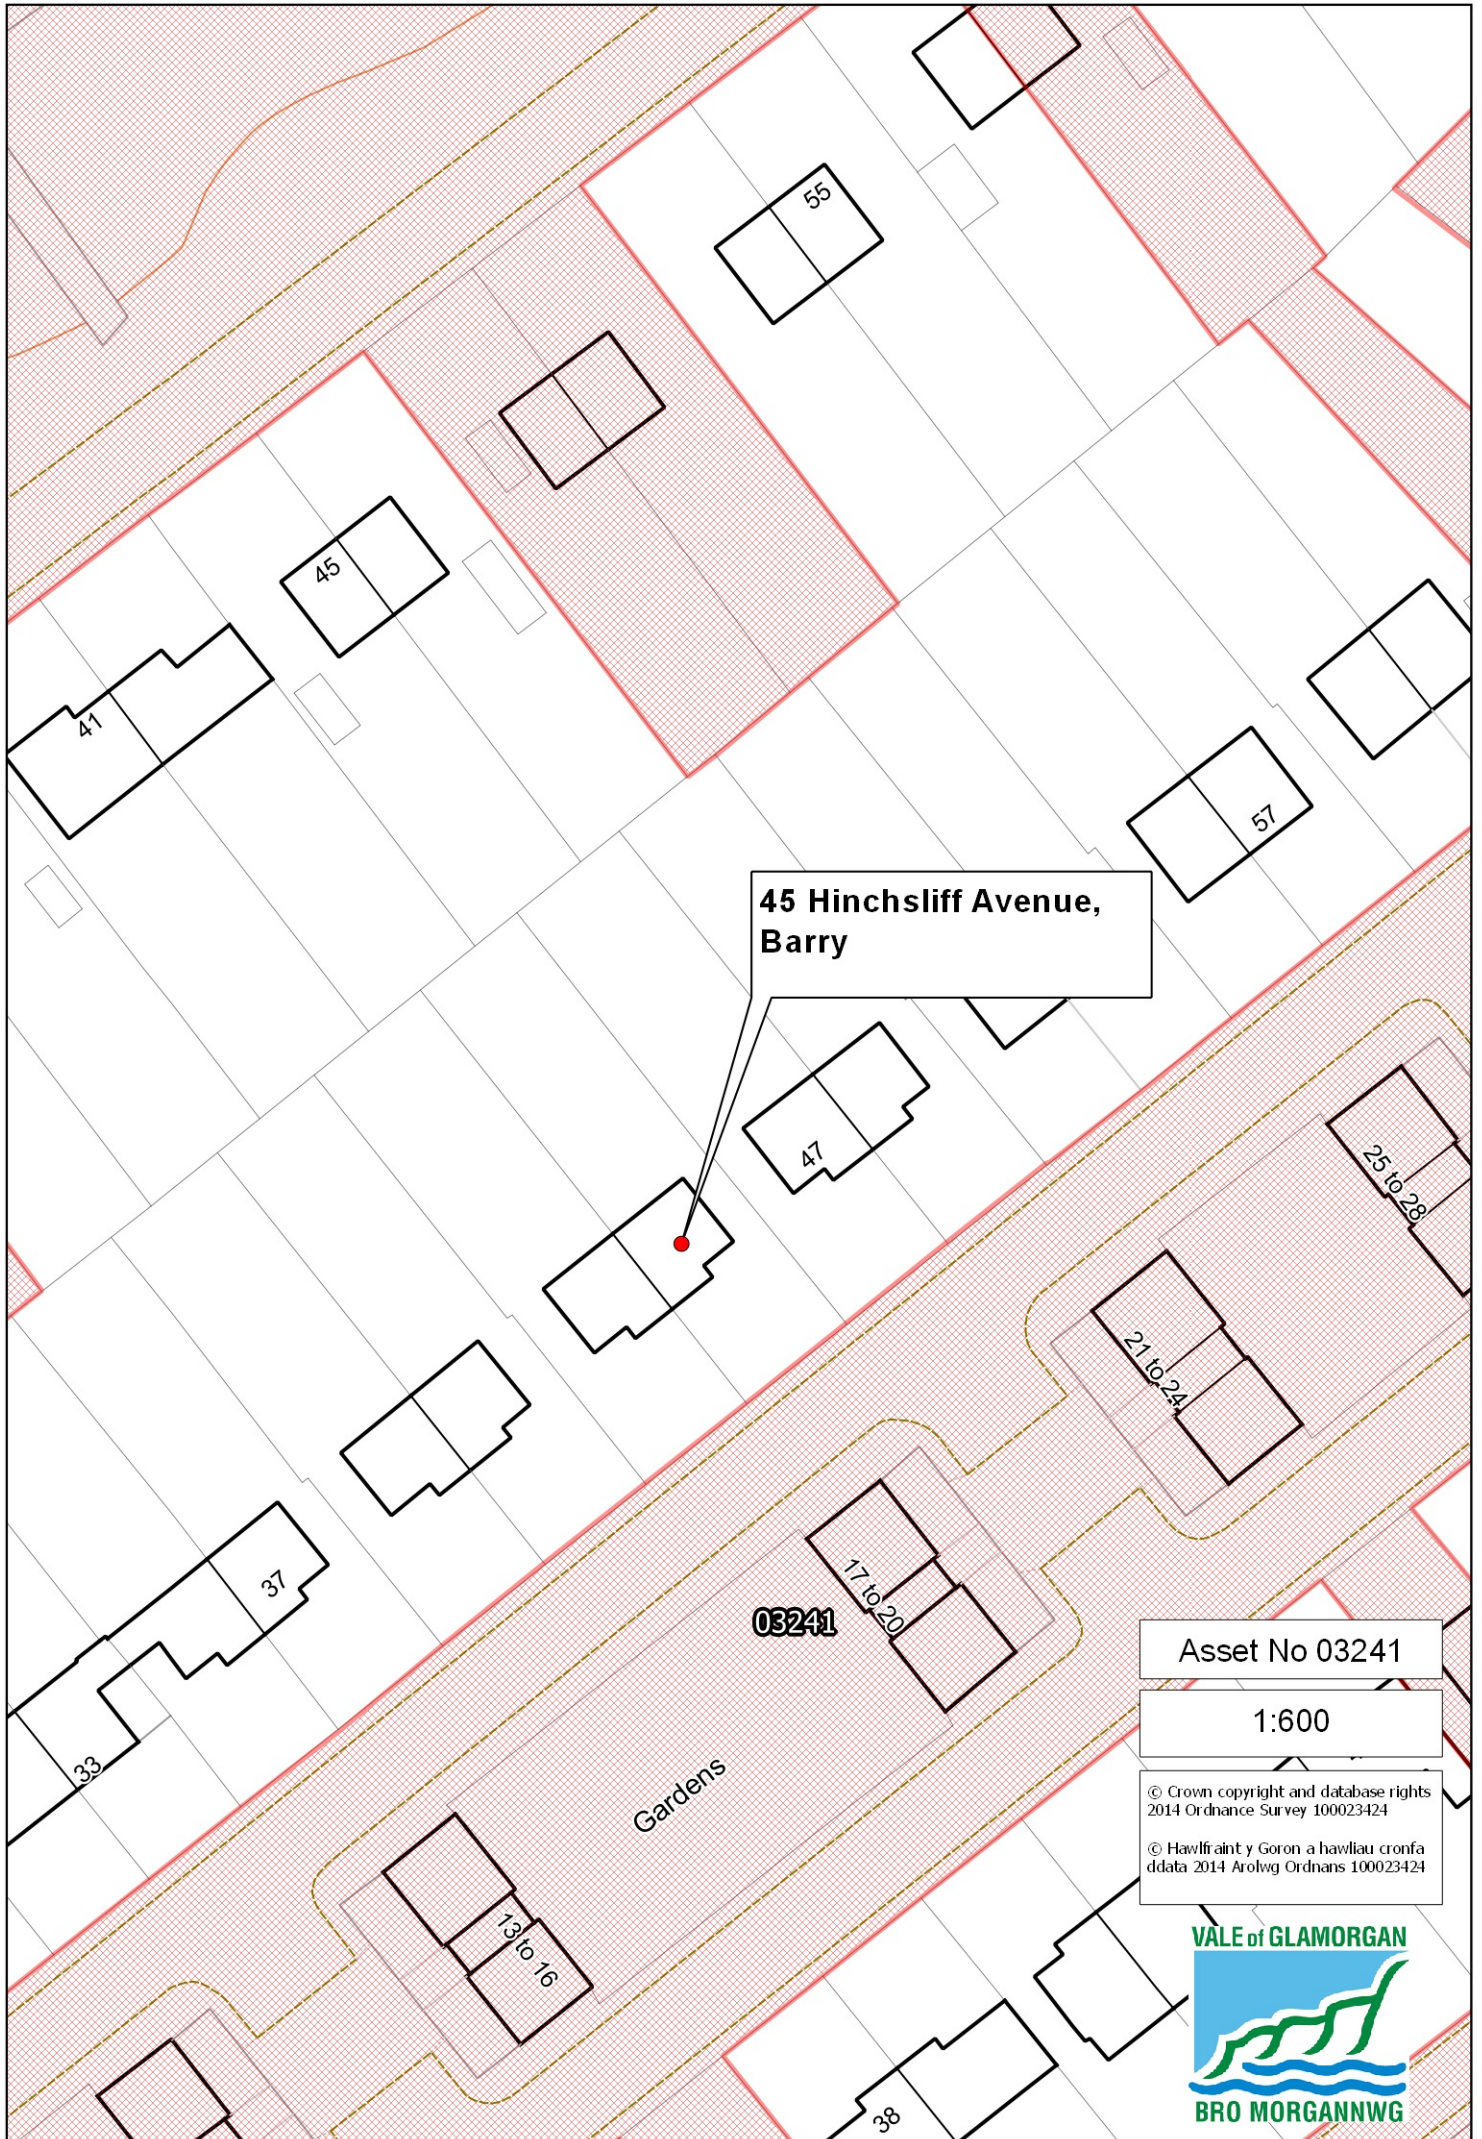 55
45
41
57
45 Hinchsliff Avenue,
Barry
47
25 to 28
21 to 24
37
17 to 20
03241
33
Gardens
13 to 16
38
Asset No 03241
1:600
© Crown copyright and database rights
2014 Ordnance Survey 100023424
© Hawlfraint y Goron a hawliau cronfa
ddata 2014 Arolwg Ordnans 100023424
VALE of GLAMORGAN
BRO MORGANNWG